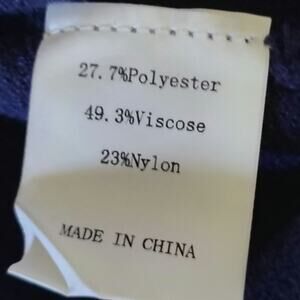 27.7%Polyester
49.3%Viscose
23%Nylon
MADE IN CHINA